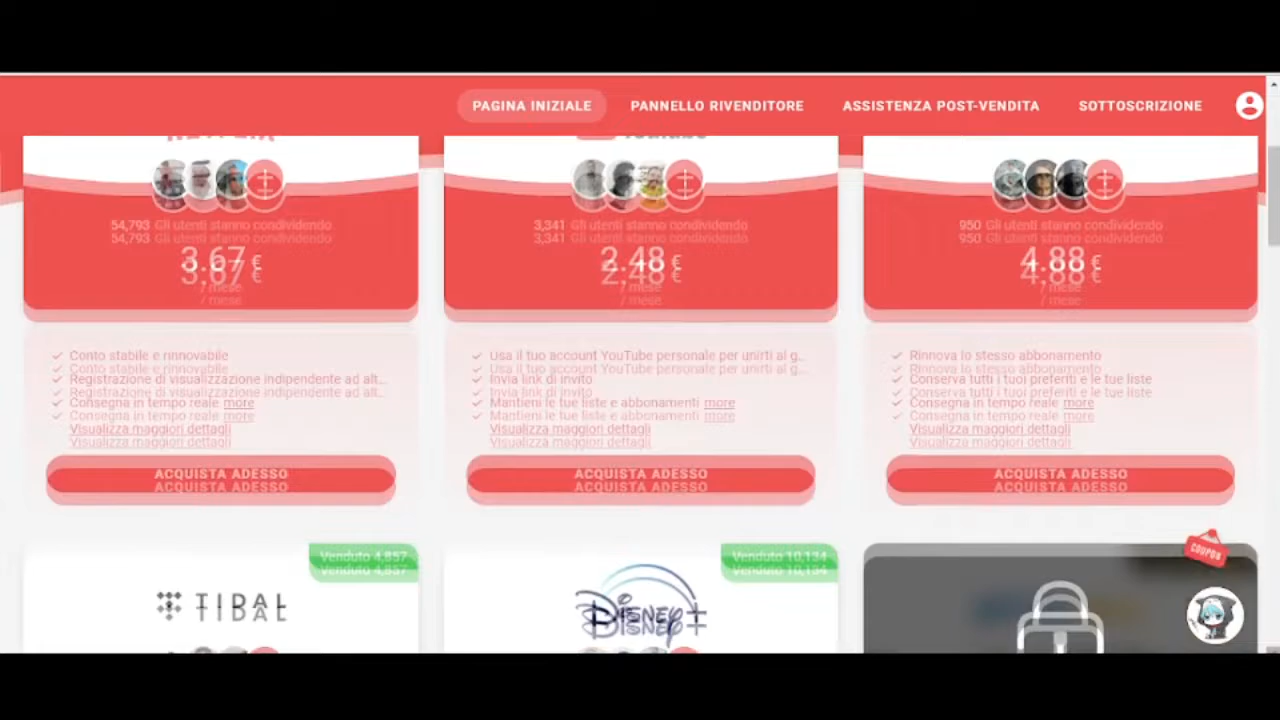 PAGINA INIZIALE PANNELLO RIVENDITORE ASSISTENZA POST-VENDITA SOTTOSCRIZIONE
54,793 Gli utenti stanno condividendo
3.67 €
/ mese
3,341 Gli utenti stanno condividendo
2.48 €
/ mese
950 Gli utenti stanno condividendo
4.88 €
/ mese
Conto stabile e rinnovabile
Registrazione di visualizzazione indipendente ad alt...
Consegna in tempo reale more
Visualizza maggiori dettagli
ACQUISTA ADESSO
Usa il tuo account YouTube personale per unirti al g...
Invia link di invito
Mantieni le tue liste e abbonamenti more
Visualizza maggiori dettagli
ACQUISTA ADESSO
Rinnova lo stesso abbonamento
Conserva tutti i tuoi preferiti e le tue liste
Consegna in tempo reale more
Visualizza maggiori dettagli
ACQUISTA ADESSO
Venduto 4,857
TIDAL
Venduto 10,134
Disney+
COUPON